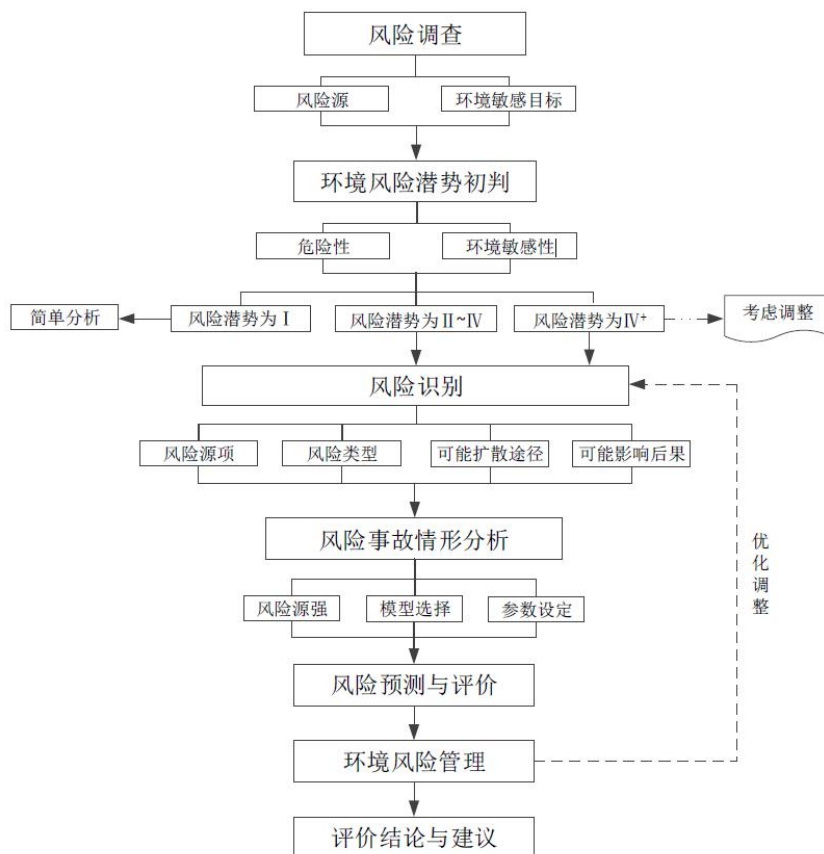 风险调查
风险源
环境敏感目标
环境风险潜势初判
危险性
环境敏感性
简单分析
风险潜势为Ⅰ
风险潜势为Ⅱ~Ⅳ
风险潜势为Ⅳ⁺
考虑调整
风险识别
风险源项
风险类型
可能扩散途径
可能影响后果
风险事故情形分析
风险源强
模型选择
参数设定
优化调整
风险预测与评价
环境风险管理
评价结论与建议